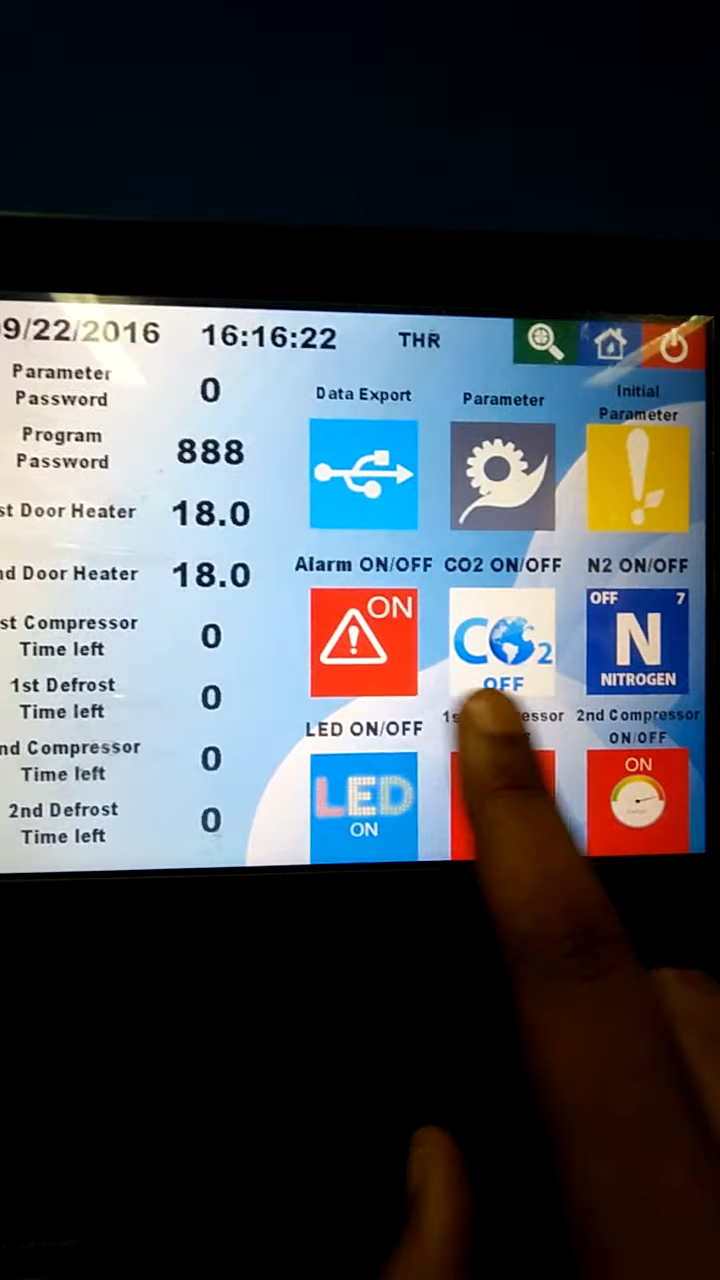 9/22/2016 16:16:22 THR
Parameter
Password 0
Program
Password 888
st Door Heater 18.0
nd Door Heater 18.0
st Compressor
Time left 0
1st Defrost
Time left 0
nd Compressor
Time left 0
2nd Defrost
Time left 0
Data Export
Parameter
Initial
Parameter
Alarm ON/OFF
CO2 ON/OFF
N2 ON/OFF
ON
CO2
OFF
OFF 7
N
NITROGEN
LED ON/OFF
2nd Compressor
ON/OFF
LED
ON
ON